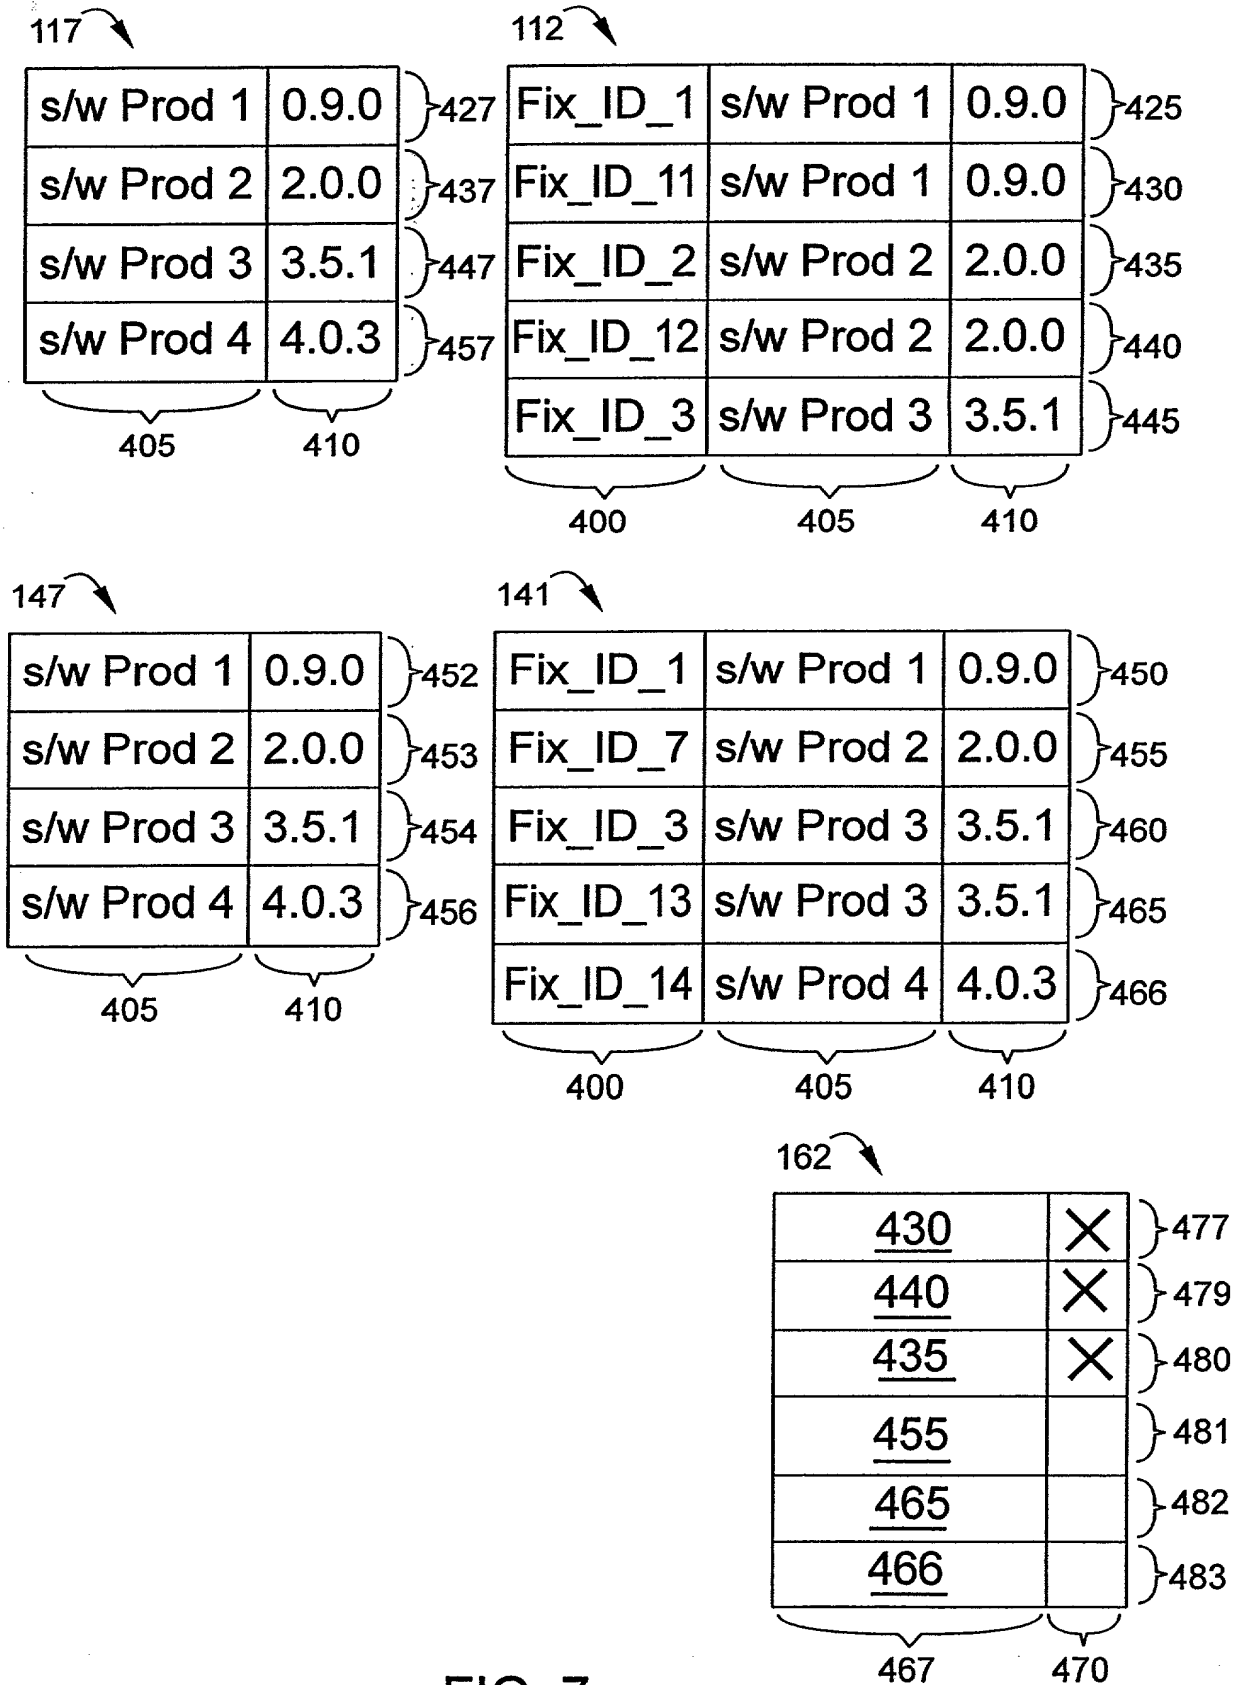 117
s/w Prod 1 0.9.0 427
s/w Prod 2 2.0.0 437
s/w Prod 3 3.5.1 447
s/w Prod 4 4.0.3 457
405 410
112
Fix_ID_1 s/w Prod 1 0.9.0 425
Fix_ID_11 s/w Prod 1 0.9.0 430
Fix_ID_2 s/w Prod 2 2.0.0 435
Fix_ID_12 s/w Prod 2 2.0.0 440
Fix_ID_3 s/w Prod 3 3.5.1 445
400 405 410
147
s/w Prod 1 0.9.0 452
s/w Prod 2 2.0.0 453
s/w Prod 3 3.5.1 454
s/w Prod 4 4.0.3 456
405 410
141
Fix_ID_1 s/w Prod 1 0.9.0 450
Fix_ID_7 s/w Prod 2 2.0.0 455
Fix_ID_3 s/w Prod 3 3.5.1 460
Fix_ID_13 s/w Prod 3 3.5.1 465
Fix_ID_14 s/w Prod 4 4.0.3 466
400 405 410
162
430 X 477
440 X 479
435 X 480
455 481
465 482
466 483
467 470